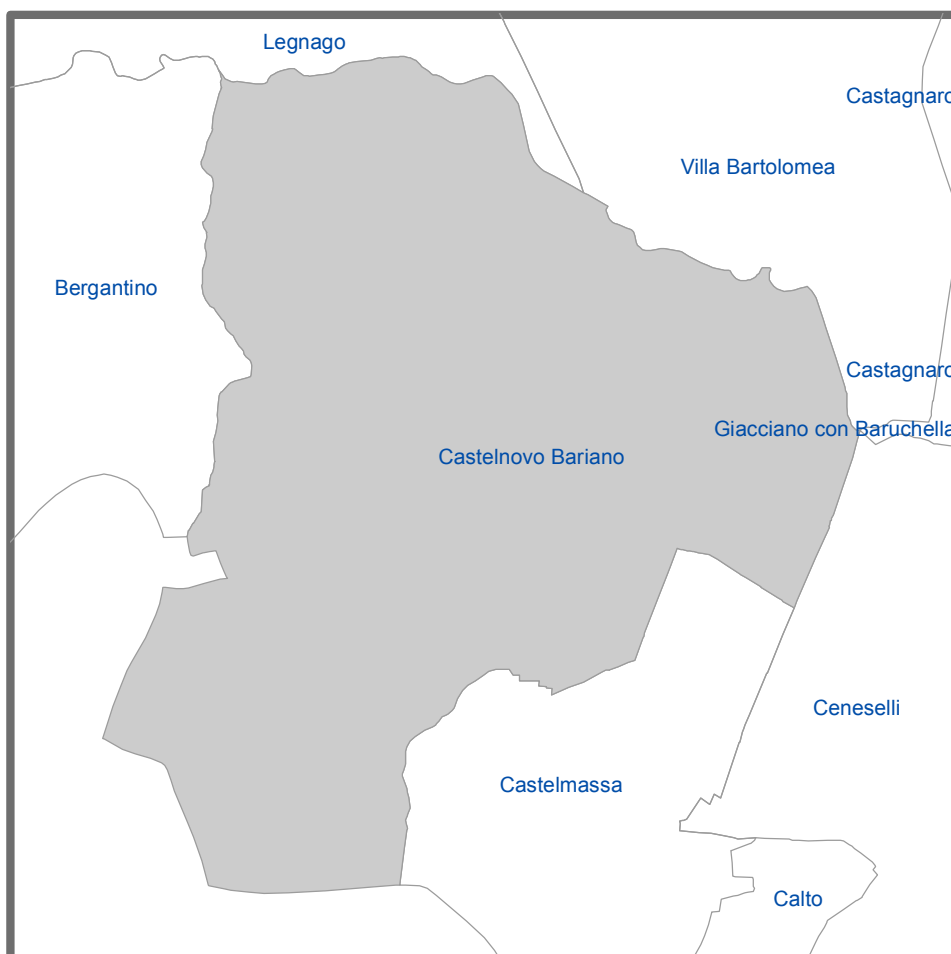 Legnago
Castagnaro
Villa Bartolomea
Bergantino
Castagnaro
Giacciano con Baruchella
Castelnovo Bariano
Ceneselli
Castelmassa
Calto